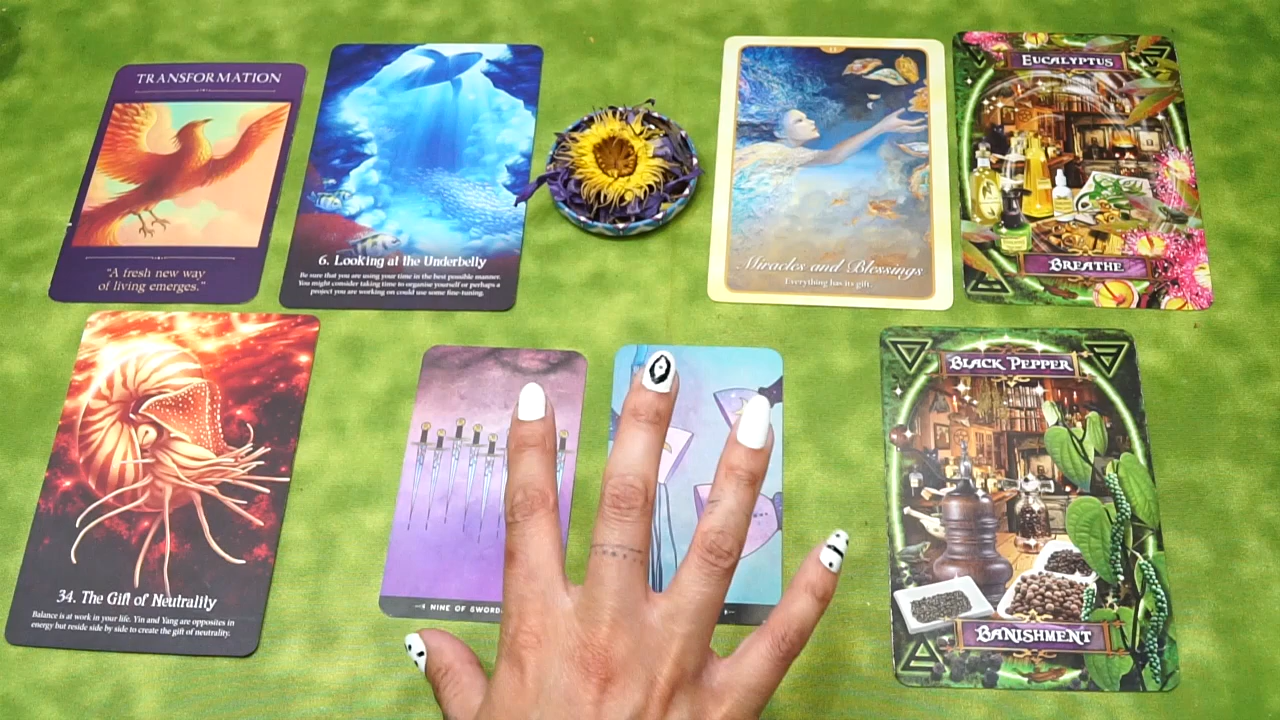 TRANSFORMATION
"A fresh new way
of living emerges."
6. Looking at the Underbelly
Be sure that you are using your time in the best possible manner.
You might consider taking time to organise yourself or perhaps a
project you are working on could use some fine-tuning.
11
Miracles and Blessings
Everything has its gift.
EUCALYPTUS
BREATHE
34. The Gift of Neutrality
Balance is at work in your life. Yin and Yang are opposites in
energy but reside side by side to create the gift of neutrality.
NINE OF SWORD
BLACK PEPPER
BANISHMENT